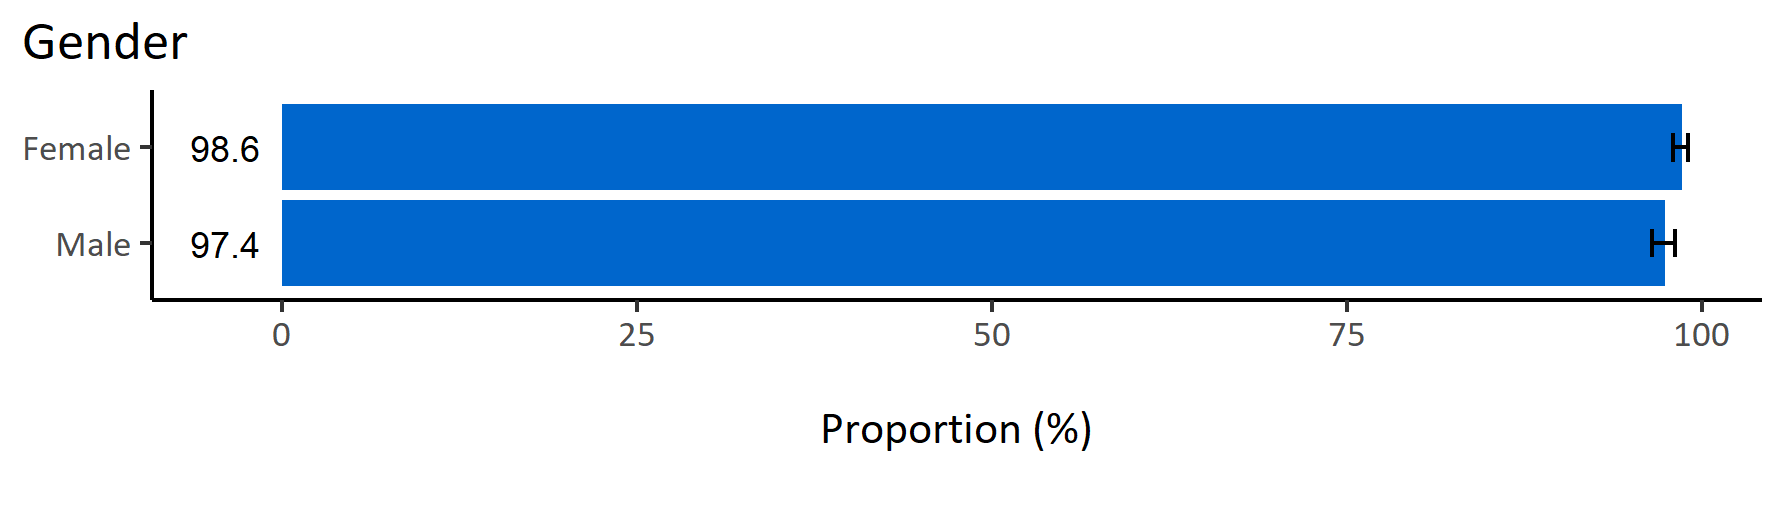 Gender
Female 98.6
Male 97.4
0 25 50 75 100
Proportion (%)